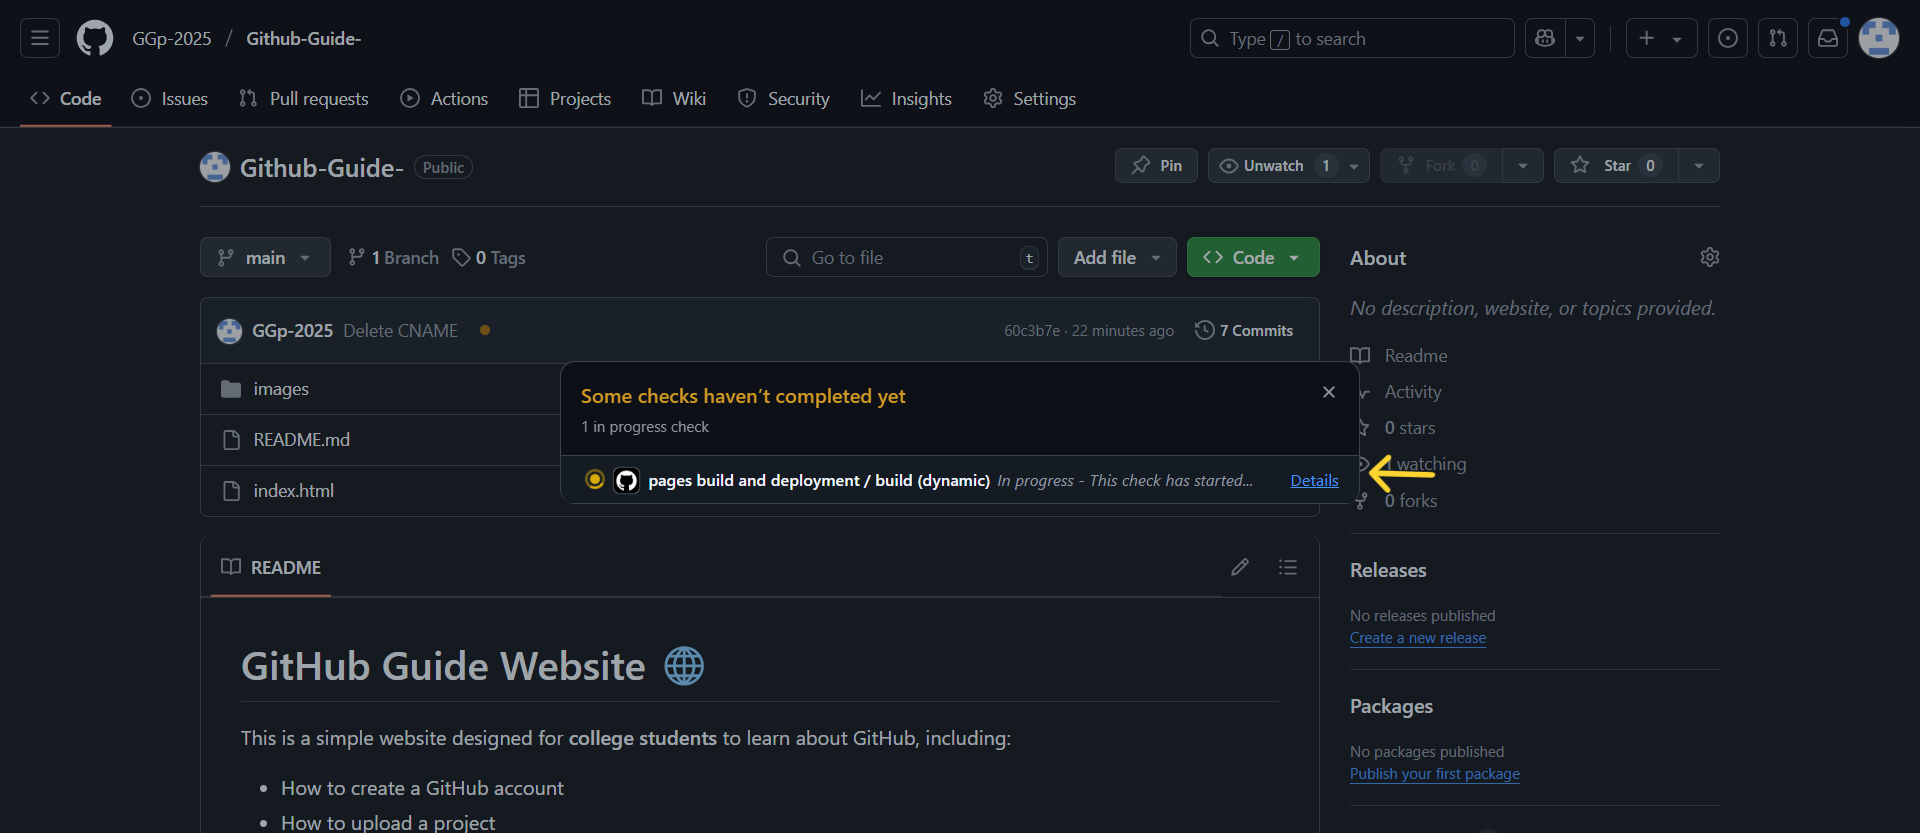 GGp-2025 / Github-Guide-
Type / to search
Code Issues Pull requests Actions Projects Wiki Security Insights Settings
Github-Guide- Public
Pin Unwatch 1 Fork 0 Star 0
main 1 Branch 0 Tags Go to file t Add file Code
GGp-2025 Delete CNAME 60c3b7e · 22 minutes ago 7 Commits
images
README.md
index.html
Some checks haven’t completed yet
1 in progress check
pages build and deployment / build (dynamic) In progress - This check has started... Details
README
GitHub Guide Website
This is a simple website designed for college students to learn about GitHub, including:
• How to create a GitHub account
• How to upload a project
About
No description, website, or topics provided.
Readme
Activity
0 stars
1 watching
0 forks
Releases
No releases published
Create a new release
Packages
No packages published
Publish your first package